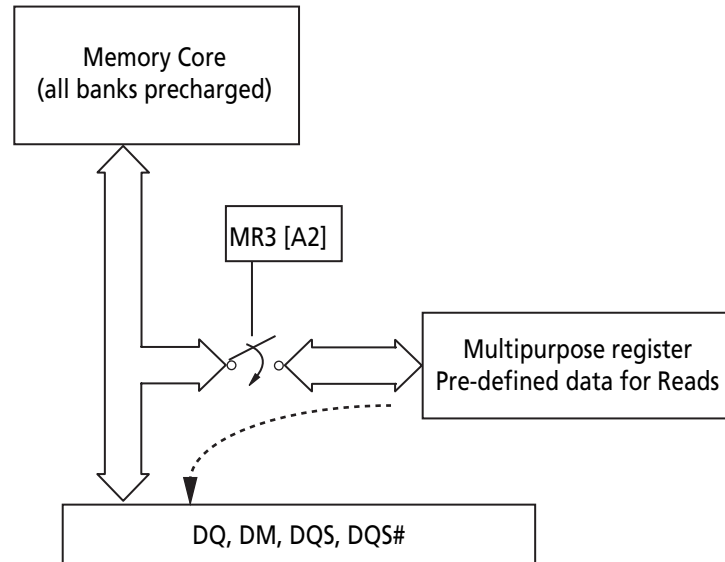 Memory Core
(all banks precharged)
MR3 [A2]
Multipurpose register
Pre-defined data for Reads
DQ, DM, DQS, DQS#